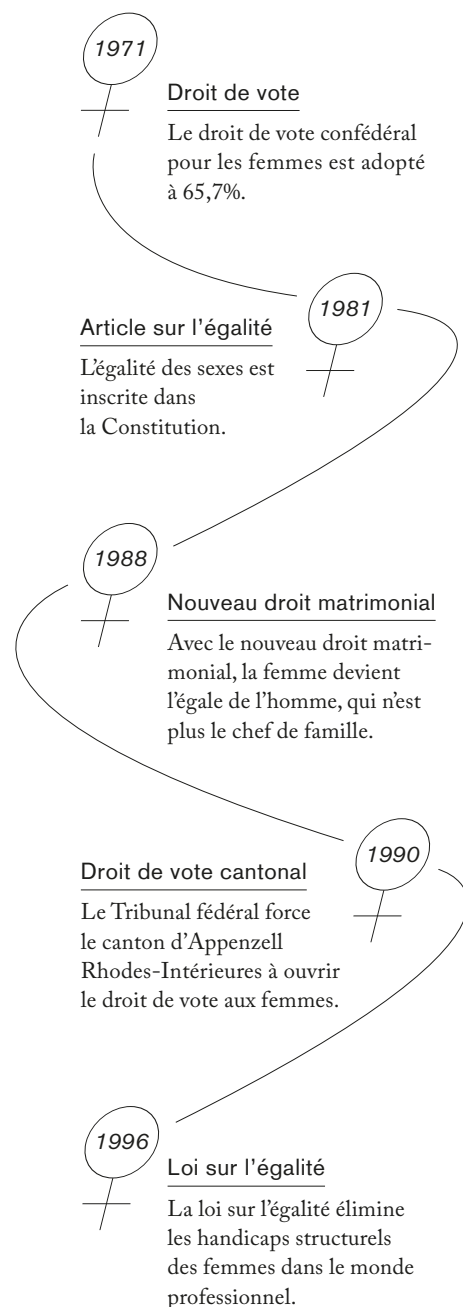 1971
Droit de vote
Le droit de vote confédéral
pour les femmes est adopté
à 65,7%.
1981
Article sur l'égalité
L'égalité des sexes est
inscrite dans
la Constitution.
1988
Nouveau droit matrimonial
Avec le nouveau droit matri-
monial, la femme devient
l'égale de l'homme, qui n'est
plus le chef de famille.
1990
Droit de vote cantonal
Le Tribunal fédéral force
le canton d'Appenzell
Rhodes-Intérieures à ouvrir
le droit de vote aux femmes.
1996
Loi sur l'égalité
La loi sur l'égalité élimine
les handicaps structurels
des femmes dans le monde
professionnel.